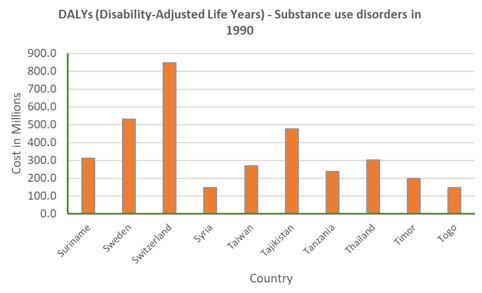 DALYs (Disability-Adjusted Life Years) - Substance use disorders in
1990
Cost in Millions
900.0
800.0
700.0
600.0
500.0
400.0
300.0
200.0
100.0
0.0
Suriname
Sweden
Switzerland
Syria
Taiwan
Tajikistan
Tanzania
Thailand
Timor
Togo
Country